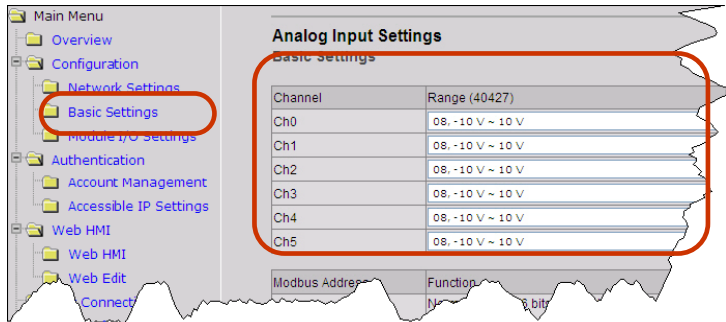 Main Menu
Overview
Configuration
Network Settings
Basic Settings
Module I/O Settings
Authentication
Account Management
Accessible IP Settings
Web HMI
Web HMI
Web Edit
Analog Input Settings
Basic Settings
Channel Range (40427)
Ch0 08, -10 V ~ 10 V
Ch1 08, -10 V ~ 10 V
Ch2 08, -10 V ~ 10 V
Ch3 08, -10 V ~ 10 V
Ch4 08, -10 V ~ 10 V
Ch5 08, -10 V ~ 10 V
Modbus Address Function
bits